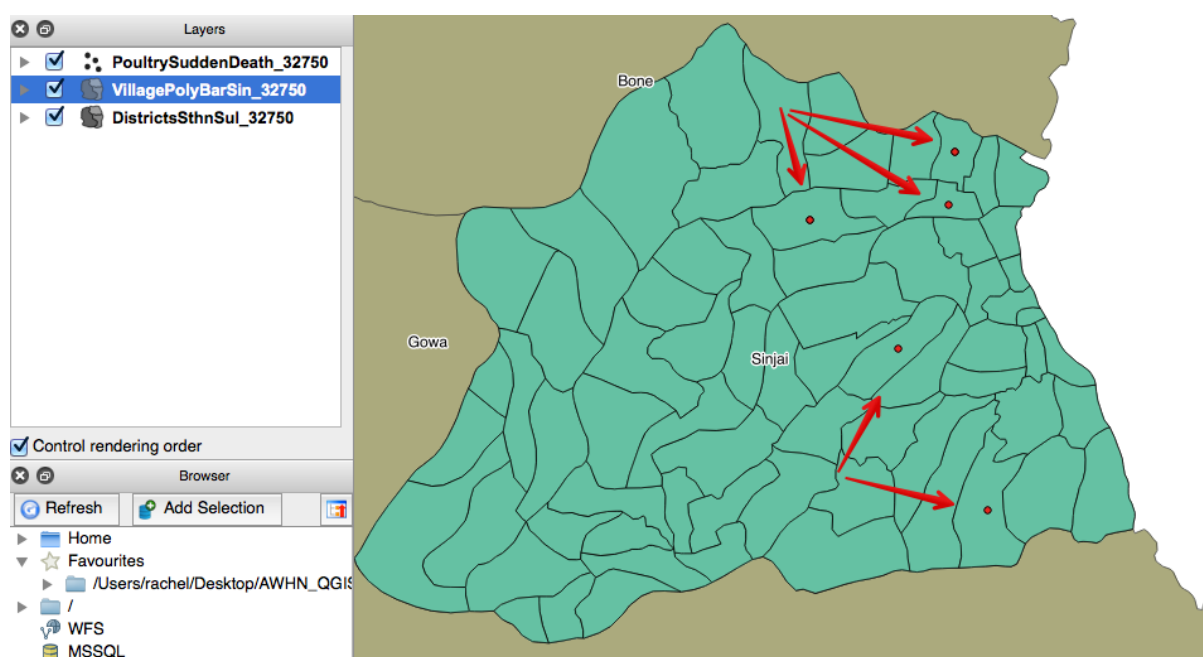 Layers
PoultrySuddenDeath_32750
VillagePolyBarSin_32750
DistrictsSthnSul_32750
Control rendering order
Browser
Refresh
Add Selection
Home
Favourites
/Users/rachel/Desktop/AWHN_QGIS
/
WFS
MSSQL
Bone
Gowa
Sinjai